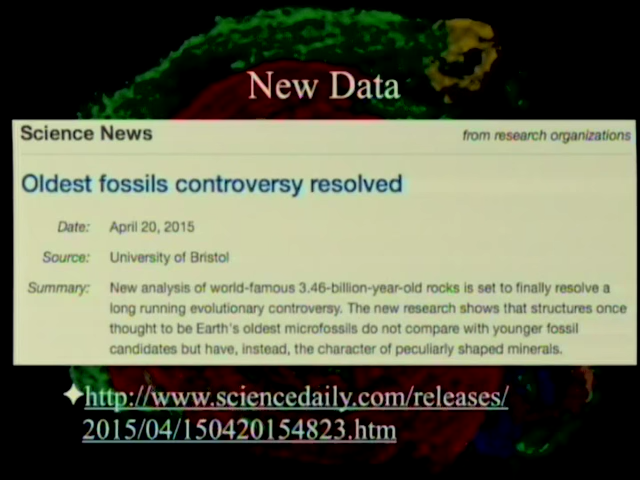 New Data
Science News
from research organizations
Oldest fossils controversy resolved
Date: April 20, 2015
Source: University of Bristol
Summary: New analysis of world-famous 3.46-billion-year-old rocks is set to finally resolve a
long running evolutionary controversy. The new research shows that structures once
thought to be Earth's oldest microfossils do not compare with younger fossil
candidates but have, instead, the character of peculiarly shaped minerals.
http://www.sciencedaily.com/releases/
2015/04/150420154823.htm